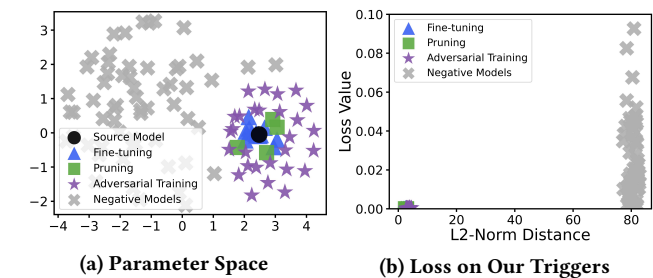 3
2
1
0
−1
−2
−4 −3 −2 −1 0 1 2 3 4
Source Model
Fine-tuning
Pruning
Adversarial Training
Negative Models
(a) Parameter Space
0.10
0.08
0.06
0.04
0.02
0.00
Loss Value
Fine-tuning
Pruning
Adversarial Training
Negative Models
0 20 40 60 80
L2-Norm Distance
(b) Loss on Our Triggers